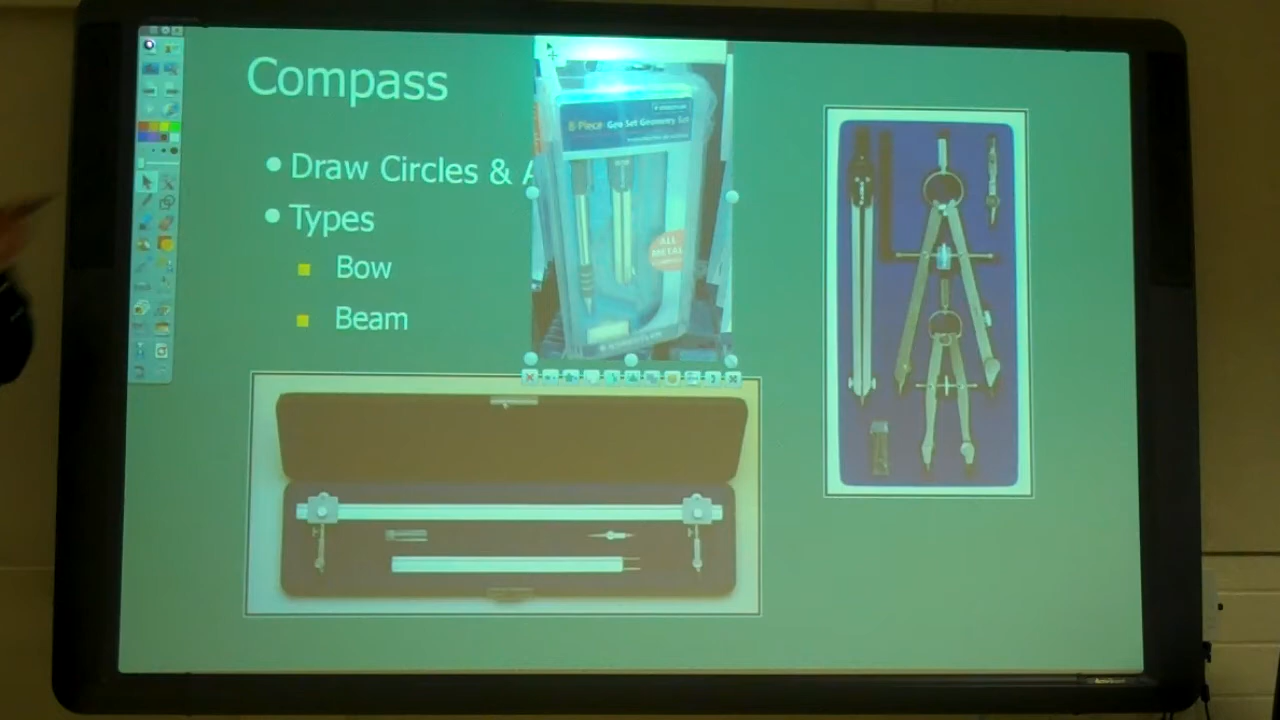 Compass
Draw Circles & A
Types
Bow
Beam
8-Piece Geo Set Geometry Set
ALL
METAL